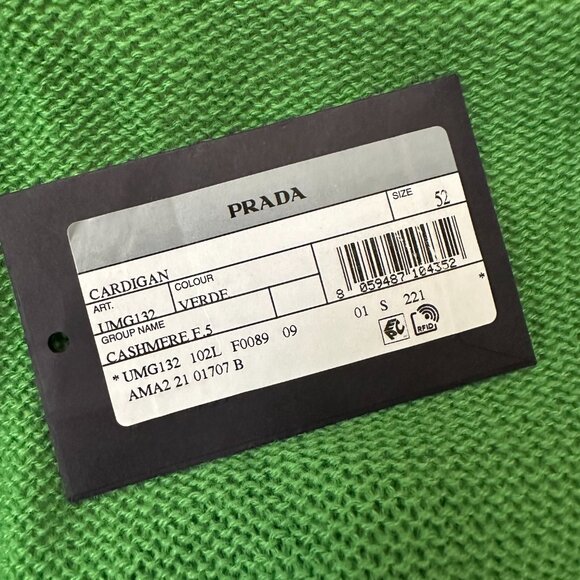 PRADA
SIZE 52
CARDIGAN
ART. COLOUR
UMG132 VERDE
GROUP NAME
CASHMERE F.5
8 059487 104352
* UMG132 102L F0089 09 01 S 221 *
AMA2 21 01707 B
RFID